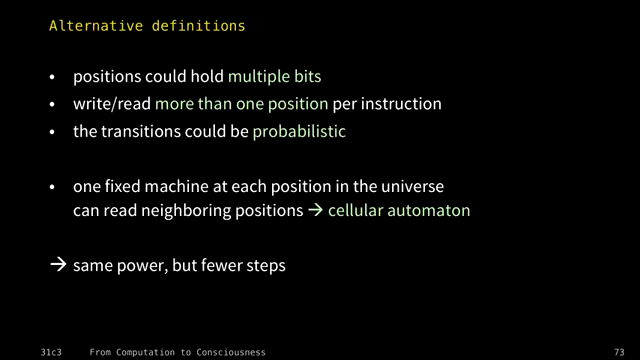 Alternative definitions
• positions could hold multiple bits
• write/read more than one position per instruction
• the transitions could be probabilistic
• one fixed machine at each position in the universe
can read neighboring positions → cellular automaton
→ same power, but fewer steps
31c3 From Computation to Consciousness 73